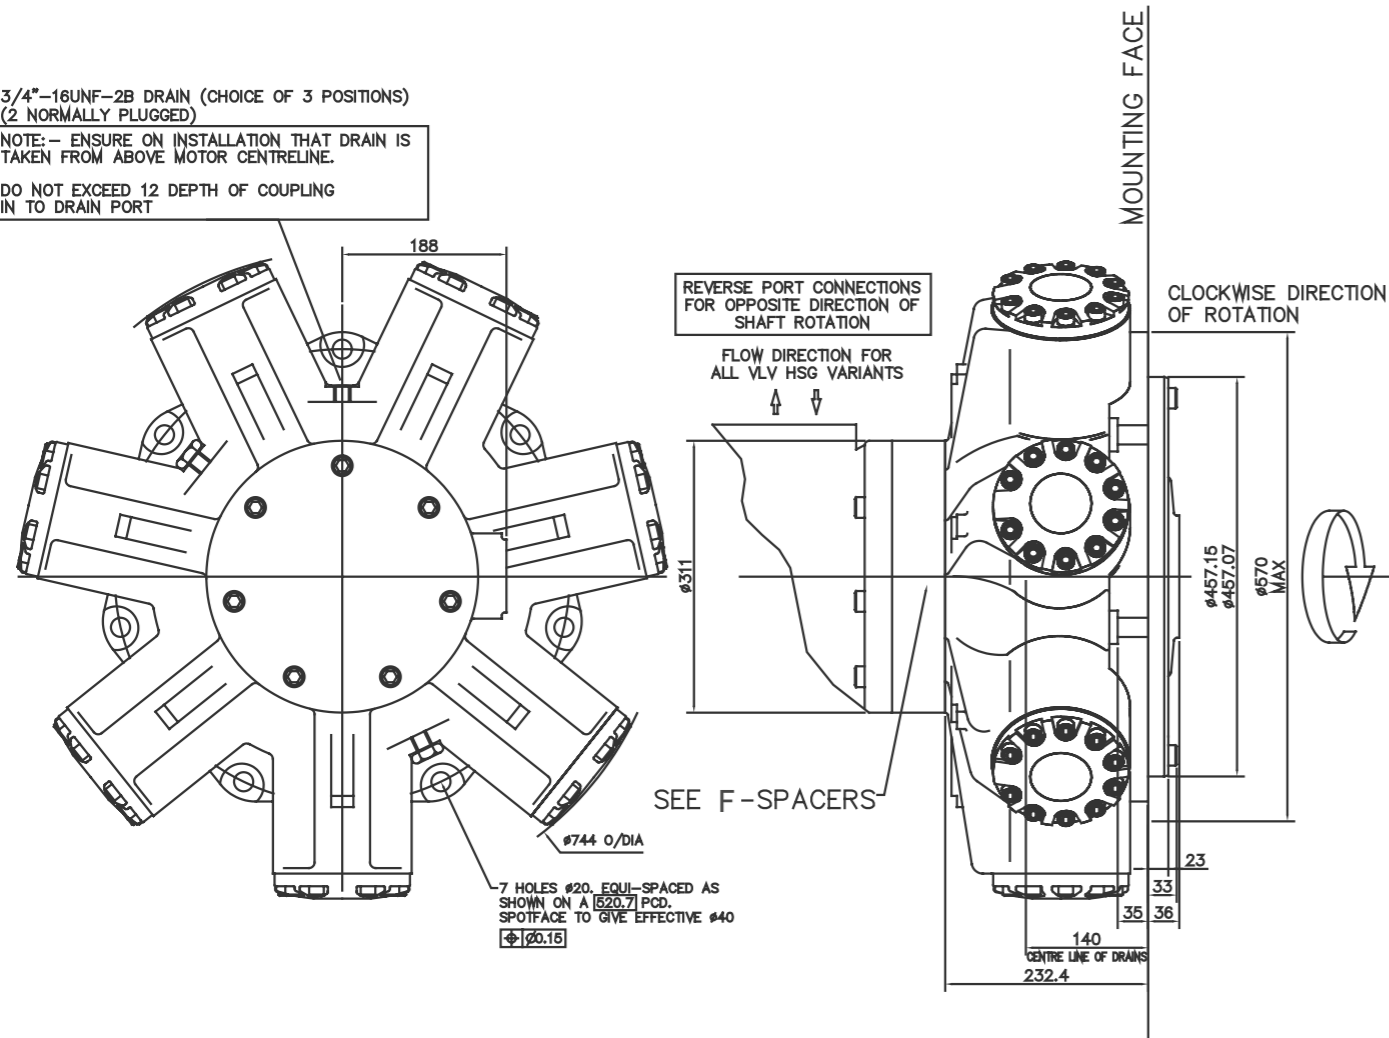 3/4"-16UNF-2B DRAIN (CHOICE OF 3 POSITIONS)
(2 NORMALLY PLUGGED)
NOTE:- ENSURE ON INSTALLATION THAT DRAIN IS
TAKEN FROM ABOVE MOTOR CENTRELINE.
DO NOT EXCEED 12 DEPTH OF COUPLING
IN TO DRAIN PORT
188
MOUNTING FACE
REVERSE PORT CONNECTIONS
FOR OPPOSITE DIRECTION OF
SHAFT ROTATION
FLOW DIRECTION FOR
ALL VLV HSG VARIANTS
CLOCKWISE DIRECTION
OF ROTATION
ø311
ø457.15
ø457.07
ø570
MAX
SEE F-SPACERS
ø744 O/DIA
7 HOLES ø20. EQUI-SPACED AS
SHOWN ON A 520.7 PCD.
SPOTFACE TO GIVE EFFECTIVE ø40
⌖ Ø0.15
23
33
35
36
140
CENTRE LINE OF DRAINS
232.4